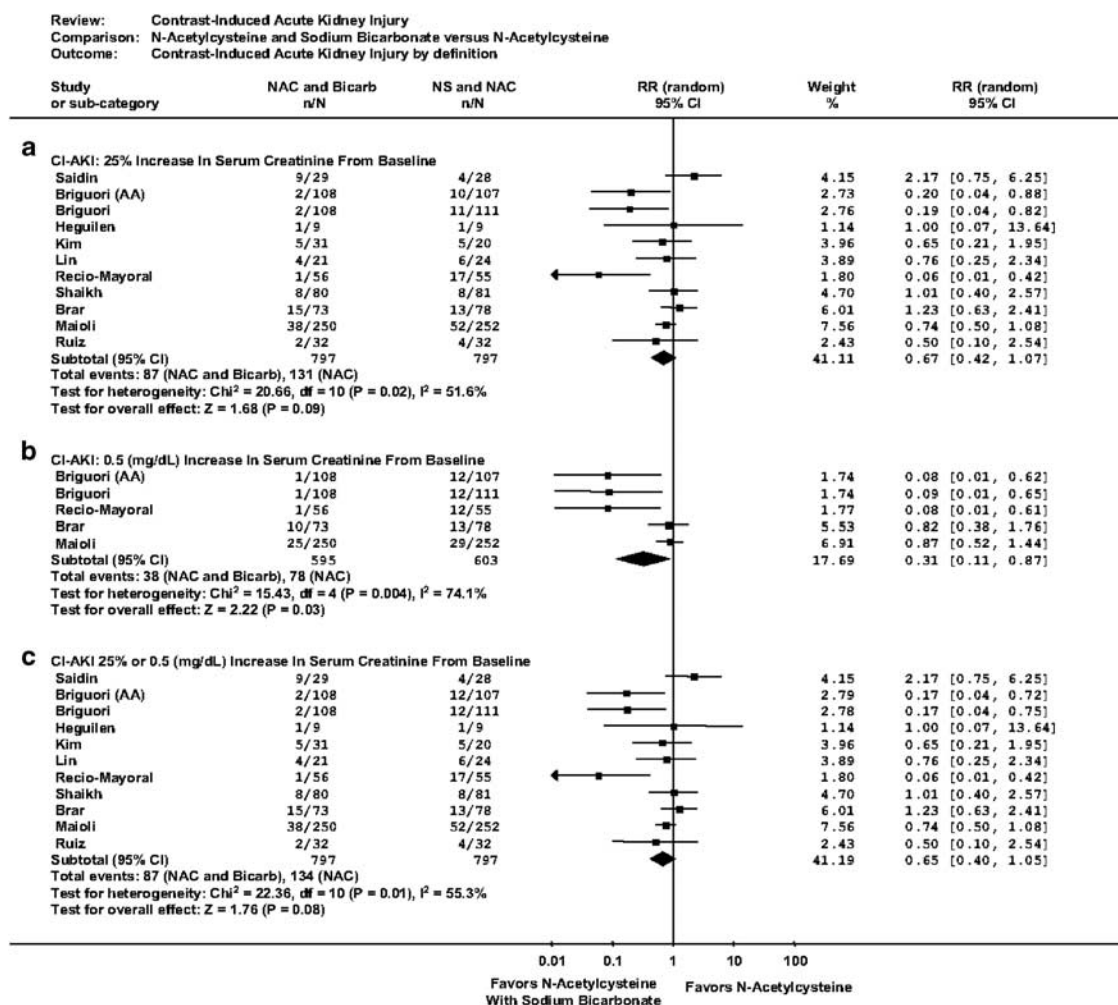 Review: Contrast-Induced Acute Kidney Injury
Comparison: N-Acetylcysteine and Sodium Bicarbonate versus N-Acetylcysteine
Outcome: Contrast-Induced Acute Kidney Injury by definition
Study NAC and Bicarb NS and NAC RR (random) Weight RR (random)
or sub-category n/N n/N 95% CI % 95% CI
a
CI-AKI: 25% Increase In Serum Creatinine From Baseline
Saidin 9/29 4/28 4.15 2.17 [0.75, 6.25]
Briguori (AA) 2/108 10/107 2.73 0.20 [0.04, 0.88]
Briguori 2/108 11/111 2.76 0.19 [0.04, 0.82]
Heguilen 1/9 1/9 1.14 1.00 [0.07, 13.64]
Kim 5/31 5/20 3.96 0.65 [0.21, 1.95]
Lin 4/21 6/24 3.89 0.76 [0.25, 2.34]
Recio-Mayoral 1/56 17/55 1.80 0.06 [0.01, 0.42]
Shaikh 8/80 8/81 4.70 1.01 [0.40, 2.57]
Brar 15/73 13/78 6.01 1.23 [0.63, 2.41]
Maioli 38/250 52/252 7.56 0.74 [0.50, 1.08]
Ruiz 2/32 4/32 2.43 0.50 [0.10, 2.54]
Subtotal (95% CI) 797 797 41.11 0.67 [0.42, 1.07]
Total events: 87 (NAC and Bicarb), 131 (NAC)
Test for heterogeneity: Chi² = 20.66, df = 10 (P = 0.02), I² = 51.6%
Test for overall effect: Z = 1.68 (P = 0.09)
b
CI-AKI: 0.5 (mg/dL) Increase In Serum Creatinine From Baseline
Briguori (AA) 1/108 12/107 1.74 0.08 [0.01, 0.62]
Briguori 1/108 12/111 1.74 0.09 [0.01, 0.65]
Recio-Mayoral 1/56 12/55 1.77 0.08 [0.01, 0.61]
Brar 10/73 13/78 5.53 0.82 [0.38, 1.76]
Maioli 25/250 29/252 6.91 0.87 [0.52, 1.44]
Subtotal (95% CI) 595 603 17.69 0.31 [0.11, 0.87]
Total events: 38 (NAC and Bicarb), 78 (NAC)
Test for heterogeneity: Chi² = 15.43, df = 4 (P = 0.004), I² = 74.1%
Test for overall effect: Z = 2.22 (P = 0.03)
c
CI-AKI 25% or 0.5 (mg/dL) Increase In Serum Creatinine From Baseline
Saidin 9/29 4/28 4.15 2.17 [0.75, 6.25]
Briguori (AA) 2/108 12/107 2.79 0.17 [0.04, 0.72]
Briguori 2/108 12/111 2.78 0.17 [0.04, 0.75]
Heguilen 1/9 1/9 1.14 1.00 [0.07, 13.64]
Kim 5/31 5/20 3.96 0.65 [0.21, 1.95]
Lin 4/21 6/24 3.89 0.76 [0.25, 2.34]
Recio-Mayoral 1/56 17/55 1.80 0.06 [0.01, 0.42]
Shaikh 8/80 8/81 4.70 1.01 [0.40, 2.57]
Brar 15/73 13/78 6.01 1.23 [0.63, 2.41]
Maioli 38/250 52/252 7.56 0.74 [0.50, 1.08]
Ruiz 2/32 4/32 2.43 0.50 [0.10, 2.54]
Subtotal (95% CI) 797 797 41.19 0.65 [0.40, 1.05]
Total events: 87 (NAC and Bicarb), 134 (NAC)
Test for heterogeneity: Chi² = 22.36, df = 10 (P = 0.01), I² = 55.3%
Test for overall effect: Z = 1.76 (P = 0.08)
0.01 0.1 1 10 100
Favors N-Acetylcysteine Favors N-Acetylcysteine
With Sodium Bicarbonate